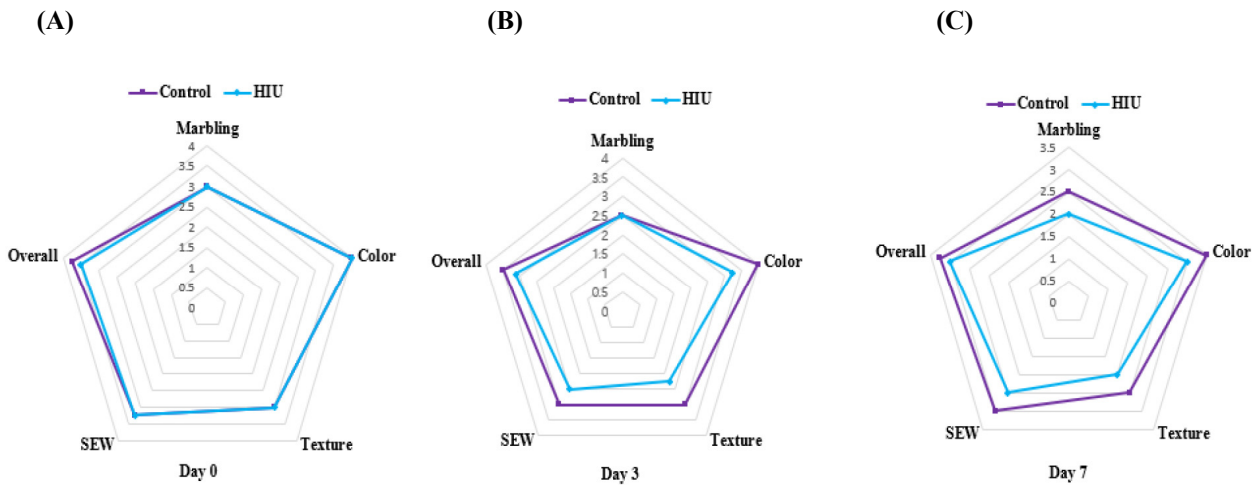 (A)
Control HIU
Marbling
4
3.5
3
2.5
2
1.5
1
0.5
0
Overall
Color
SEW
Texture
Day 0
(B)
Control HIU
Marbling
4
3.5
3
2.5
2
1.5
1
0.5
0
Overall
Color
SEW
Texture
Day 3
(C)
Control HIU
Marbling
3.5
3
2.5
2
1.5
1
0.5
0
Overall
Color
SEW
Texture
Day 7